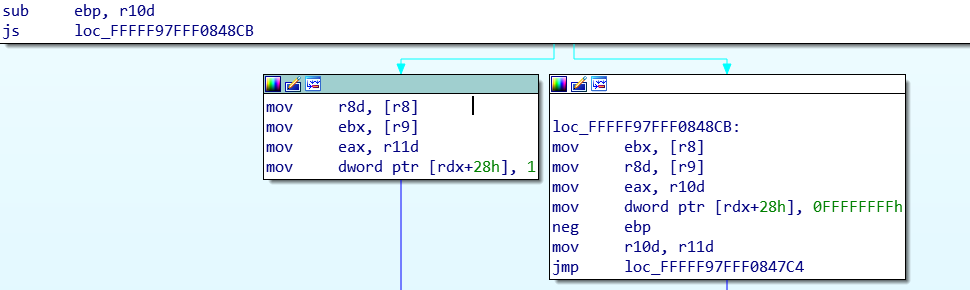 sub ebp, r10d
js loc_FFFFF97FFF0848CB
mov r8d, [r8]
mov ebx, [r9]
mov eax, r11d
mov dword ptr [rdx+28h], 1
loc_FFFFF97FFF0848CB:
mov ebx, [r8]
mov r8d, [r9]
mov eax, r10d
mov dword ptr [rdx+28h], 0FFFFFFFFh
neg ebp
mov r10d, r11d
jmp loc_FFFFF97FFF0847C4